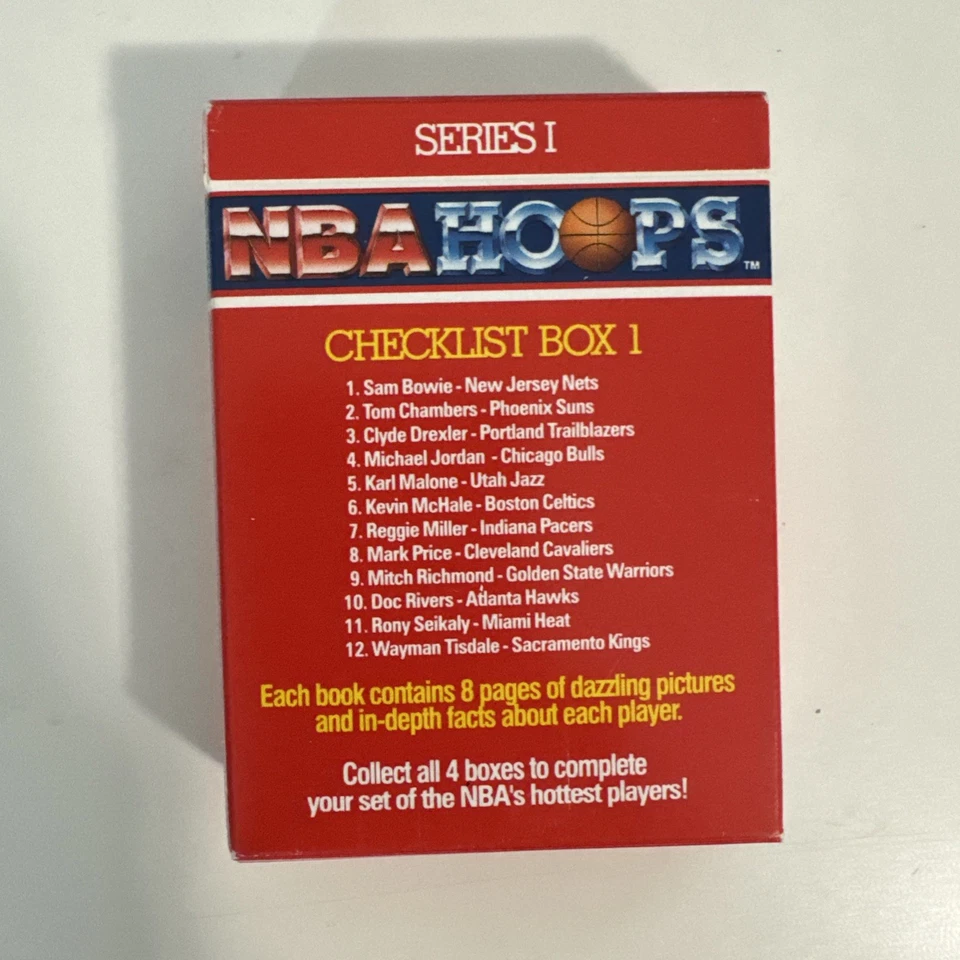 SERIES I
NBA HOOPS TM
CHECKLIST BOX 1
1. Sam Bowie - New Jersey Nets
2. Tom Chambers - Phoenix Suns
3. Clyde Drexler - Portland Trailblazers
4. Michael Jordan - Chicago Bulls
5. Karl Malone - Utah Jazz
6. Kevin McHale - Boston Celtics
7. Reggie Miller - Indiana Pacers
8. Mark Price - Cleveland Cavaliers
9. Mitch Richmond - Golden State Warriors
10. Doc Rivers - Atlanta Hawks
11. Rony Seikaly - Miami Heat
12. Wayman Tisdale - Sacramento Kings
Each book contains 8 pages of dazzling pictures
and in-depth facts about each player.
Collect all 4 boxes to complete
your set of the NBA's hottest players!